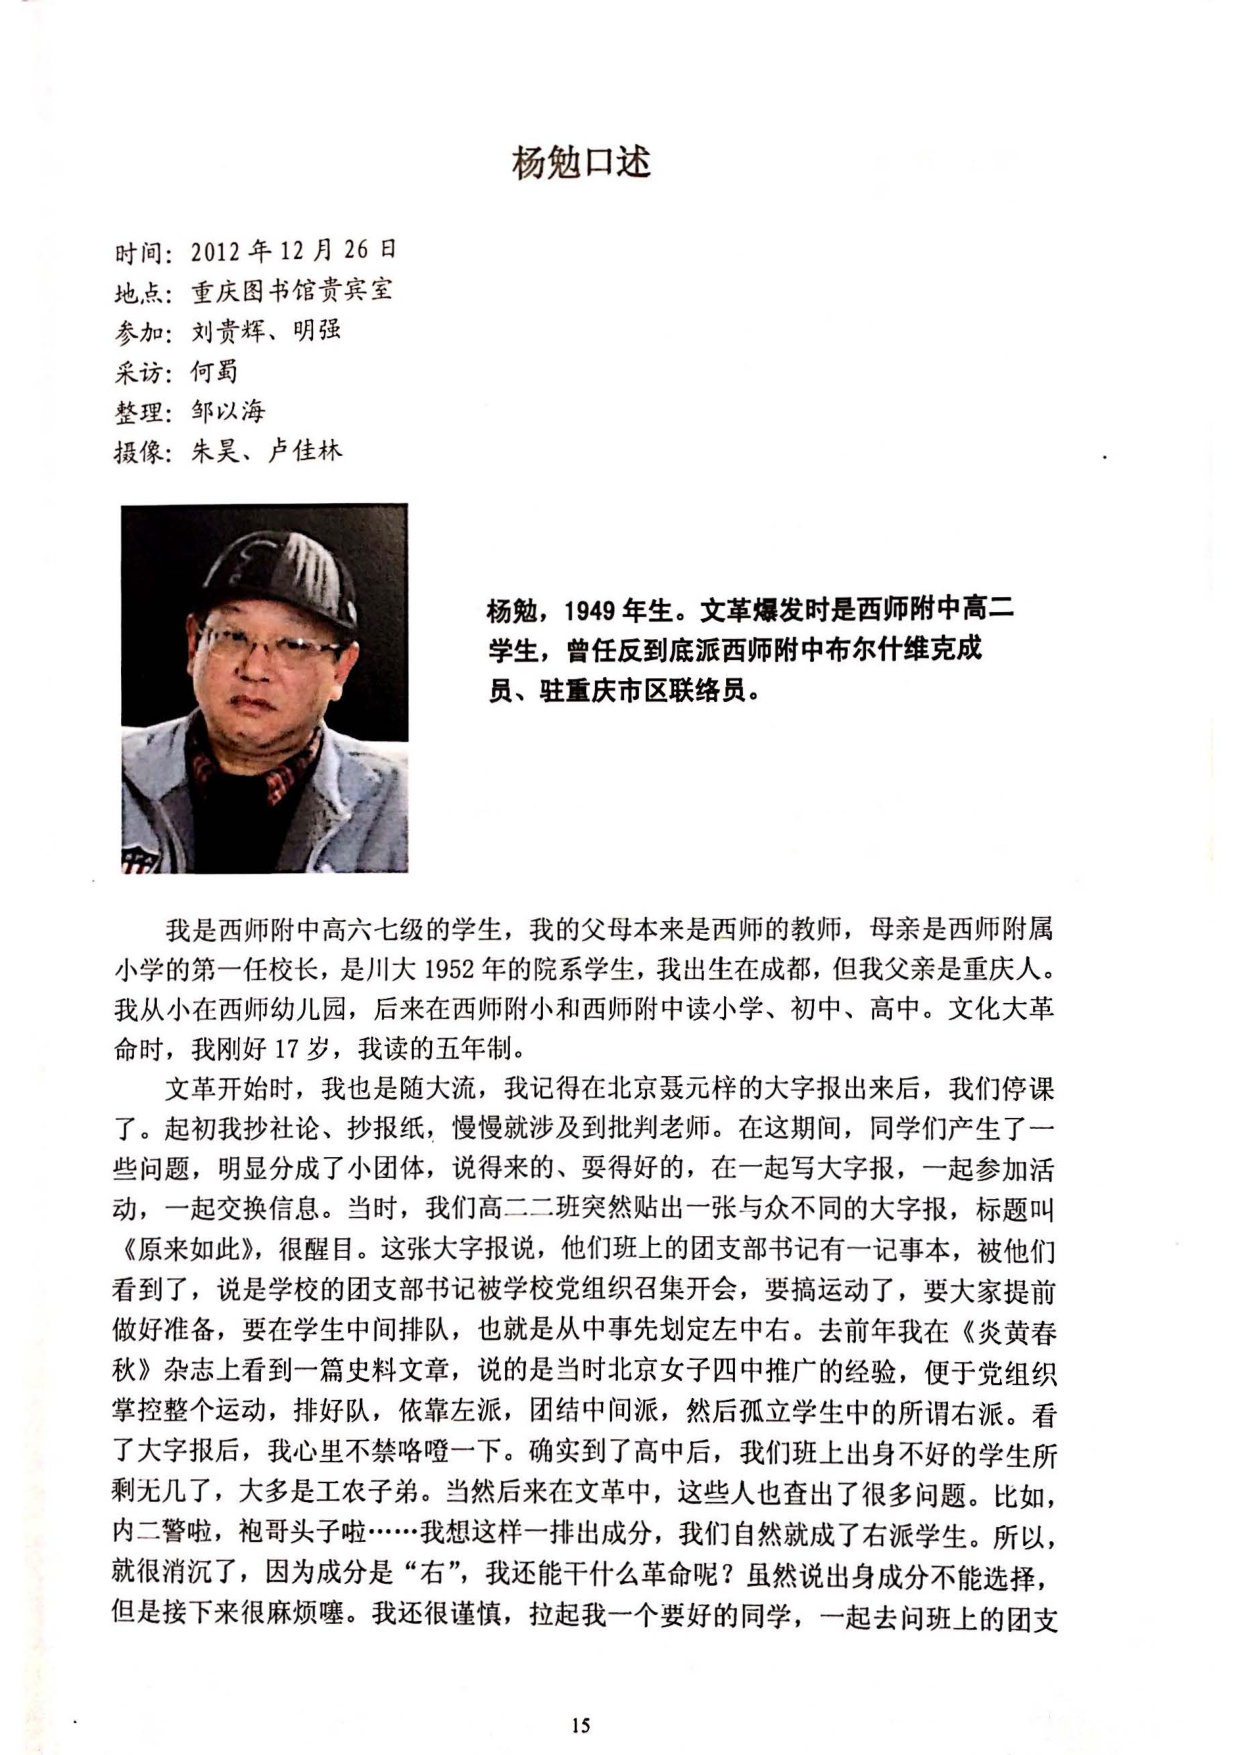 杨勉口述
时间：2012 年 12 月 26 日
地点：重庆图书馆贵宾室
参加：刘贵辉、明强
采访：何蜀
整理：邹以海
摄像：朱昊、卢佳林
杨勉，1949 年生。文革爆发时是西师附中高二
学生，曾任反到底派西师附中布尔什维克成
员、驻重庆市区联络员。
我是西师附中高六七级的学生，我的父母本来是西师的教师，母亲是西师附属
小学的第一任校长，是川大 1952 年的院系学生，我出生在成都，但我父亲是重庆人。
我从小在西师幼儿园，后来在西师附小和西师附中读小学、初中、高中。文化大革
命时，我刚好 17 岁，我读的五年制。
文革开始时，我也是随大流，我记得在北京聂元梓的大字报出来后，我们停课
了。起初我抄社论、抄报纸，慢慢就涉及到批判老师。在这期间，同学们产生了一
些问题，明显分成了小团体，说得来的、耍得好的，在一起写大字报，一起参加活
动，一起交换信息。当时，我们高二二班突然贴出一张与众不同的大字报，标题叫
《原来如此》，很醒目。这张大字报说，他们班上的团支部书记有一记事本，被他们
看到了，说是学校的团支部书记被学校党组织召集开会，要搞运动了，要大家提前
做好准备，要在学生中间排队，也就是从中事先划定左中右。去前年我在《炎黄春
秋》杂志上看到一篇史料文章，说的是当时北京女子四中推广的经验，便于党组织
掌控整个运动，排好队，依靠左派，团结中间派，然后孤立学生中的所谓右派。看
了大字报后，我心里不禁咯噔一下。确实到了高中后，我们班上出身不好的学生所
剩无几了，大多是工农子弟。当然后来在文革中，这些人也查出了很多问题。比如，
内二警啦，袍哥头子啦……我想这样一排出成分，我们自然就成了右派学生。所以，
就很消沉了，因为成分是“右”，我还能干什么革命呢？虽然说出身成分不能选择，
但是接下来很麻烦噻。我还很谨慎，拉起我一个要好的同学，一起去问班上的团支
15